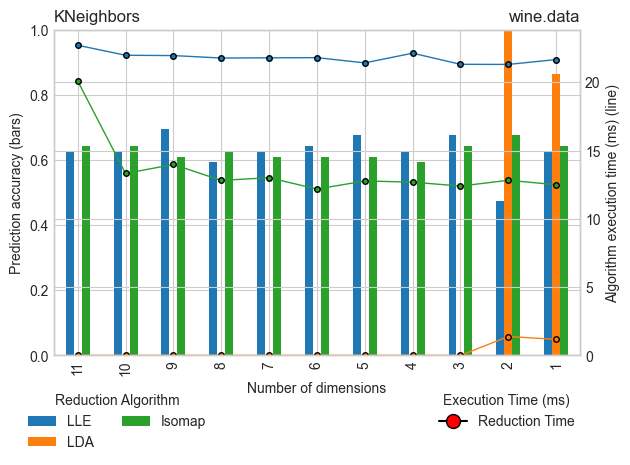 KNeighbors wine.data
1.0
0.8
0.6
0.4
0.2
0.0
Prediction accuracy (bars)
20
15
10
5
0
Algorithm execution time (ms) (line)
11 10 9 8 7 6 5 4 3 2 1
Number of dimensions
Reduction Algorithm
LLE
LDA
Isomap
Execution Time (ms)
Reduction Time